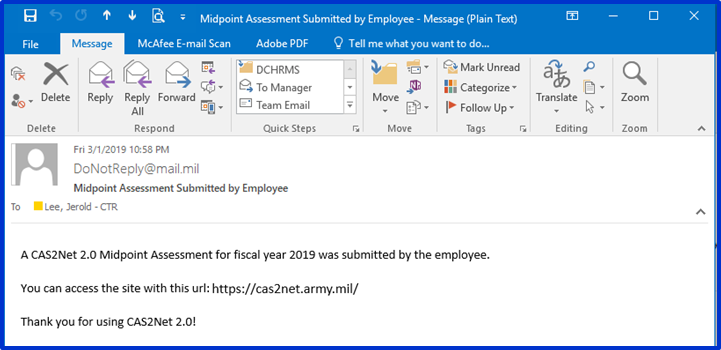 Midpoint Assessment Submitted by Employee - Message (Plain Text)
File Message McAfee E-mail Scan Adobe PDF Tell me what you want to do...
Delete Reply Reply All Forward
DCHRMS
To Manager
Team Email
Move
Mark Unread
Categorize
Follow Up
Translate
Zoom
Delete Respond Quick Steps Move Tags Editing Zoom
Fri 3/1/2019 10:58 PM
DoNotReply@mail.mil
Midpoint Assessment Submitted by Employee
To Lee, Jerold - CTR
A CAS2Net 2.0 Midpoint Assessment for fiscal year 2019 was submitted by the employee.
You can access the site with this url: https://cas2net.army.mil/
Thank you for using CAS2Net 2.0!